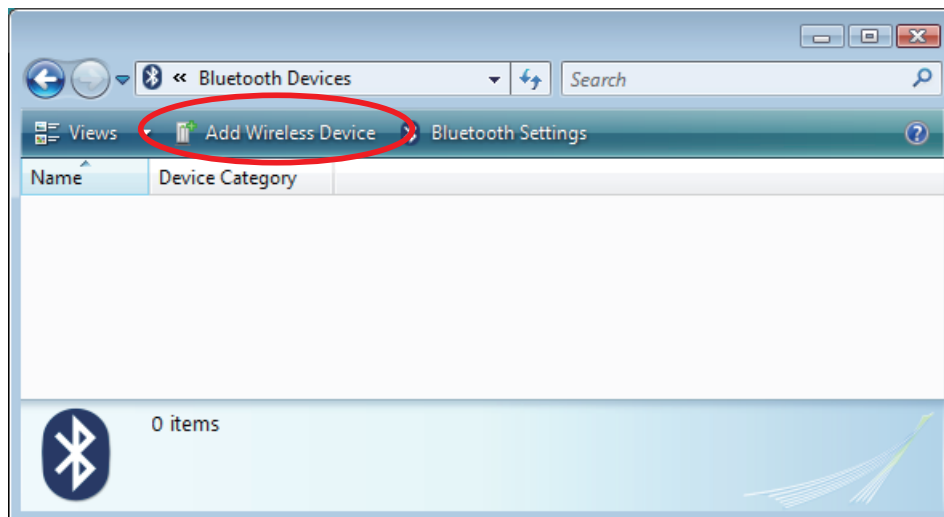 « Bluetooth Devices Search
Views Add Wireless Device Bluetooth Settings
Name Device Category
0 items